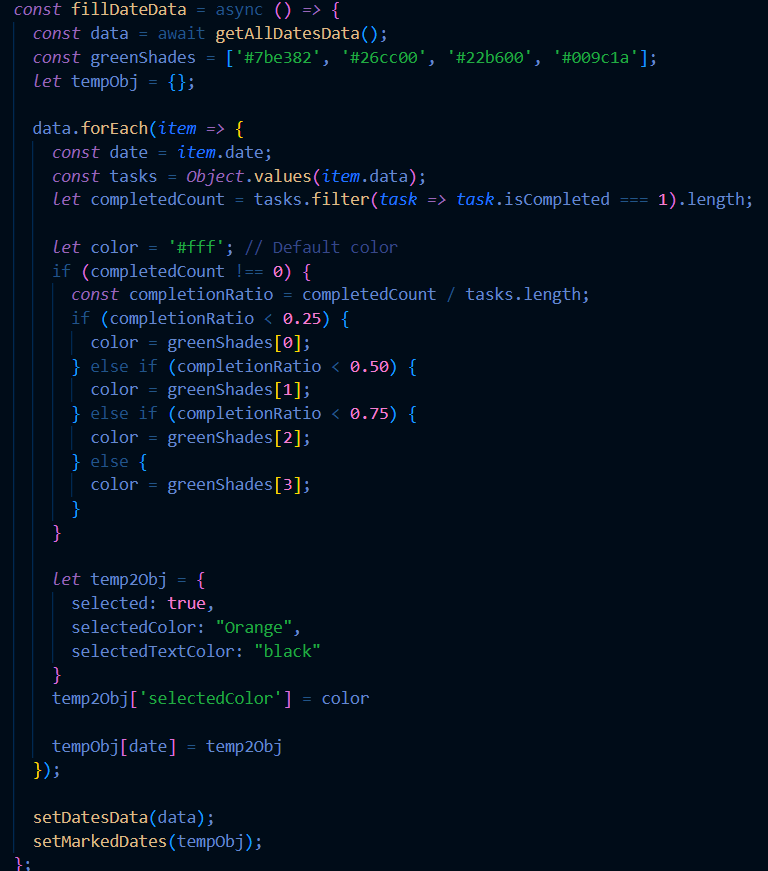 const fillDateData = async () => {
const data = await getAllDatesData();
const greenShades = ['#7be382', '#26cc00', '#22b600', '#009c1a'];
let tempObj = {};
data.forEach(item => {
const date = item.date;
const tasks = Object.values(item.data);
let completedCount = tasks.filter(task => task.isCompleted === 1).length;
let color = '#fff'; // Default color
if (completedCount !== 0) {
const completionRatio = completedCount / tasks.length;
if (completionRatio < 0.25) {
color = greenShades[0];
} else if (completionRatio < 0.50) {
color = greenShades[1];
} else if (completionRatio < 0.75) {
color = greenShades[2];
} else {
color = greenShades[3];
}
}
let temp2Obj = {
selected: true,
selectedColor: "Orange",
selectedTextColor: "black"
}
temp2Obj['selectedColor'] = color
tempObj[date] = temp2Obj
});
setDatesData(data);
setMarkedDates(tempObj);
};